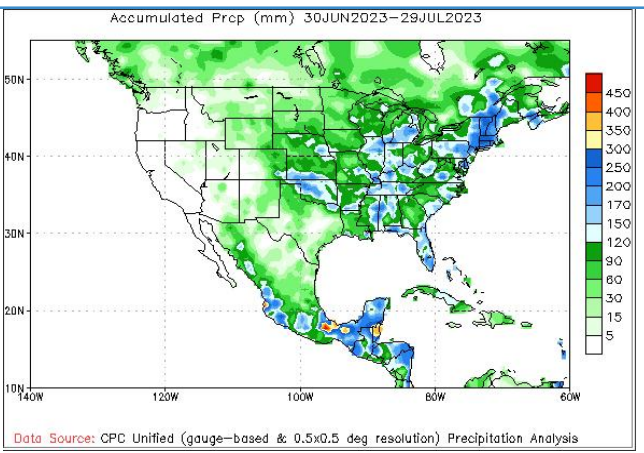 Accumulated Prcp (mm) 30JUN2023–29JUL2023
50N
40N
30N
20N
10N
140W
120W
100W
80W
60W
450
400
350
300
250
200
170
150
120
90
60
30
15
5
Data Source: CPC Unified (gauge–based & 0.5x0.5 deg resolution) Precipitation Analysis